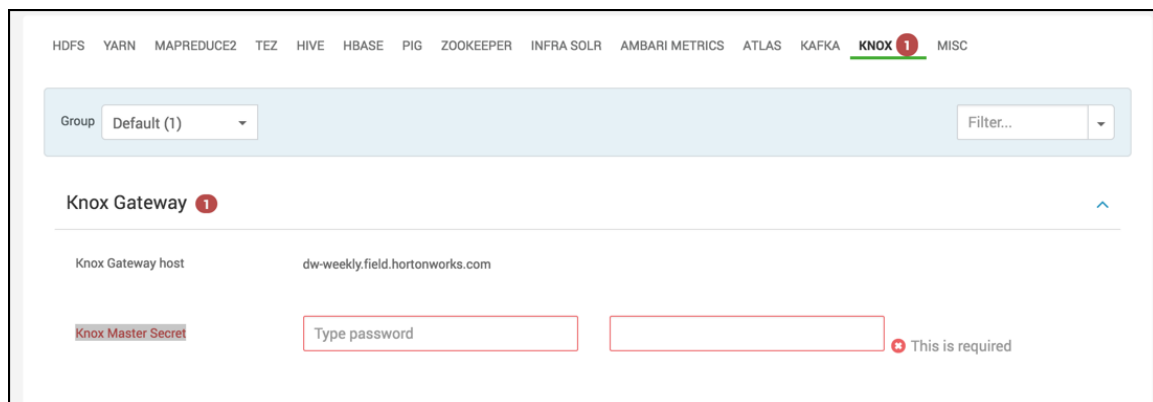 HDFS YARN MAPREDUCE2 TEZ HIVE HBASE PIG ZOOKEEPER INFRA SOLR AMBARI METRICS ATLAS KAFKA KNOX 1 MISC
Group Default (1) Filter...
Knox Gateway 1
Knox Gateway host dw-weekly.field.hortonworks.com
Knox Master Secret Type password This is required